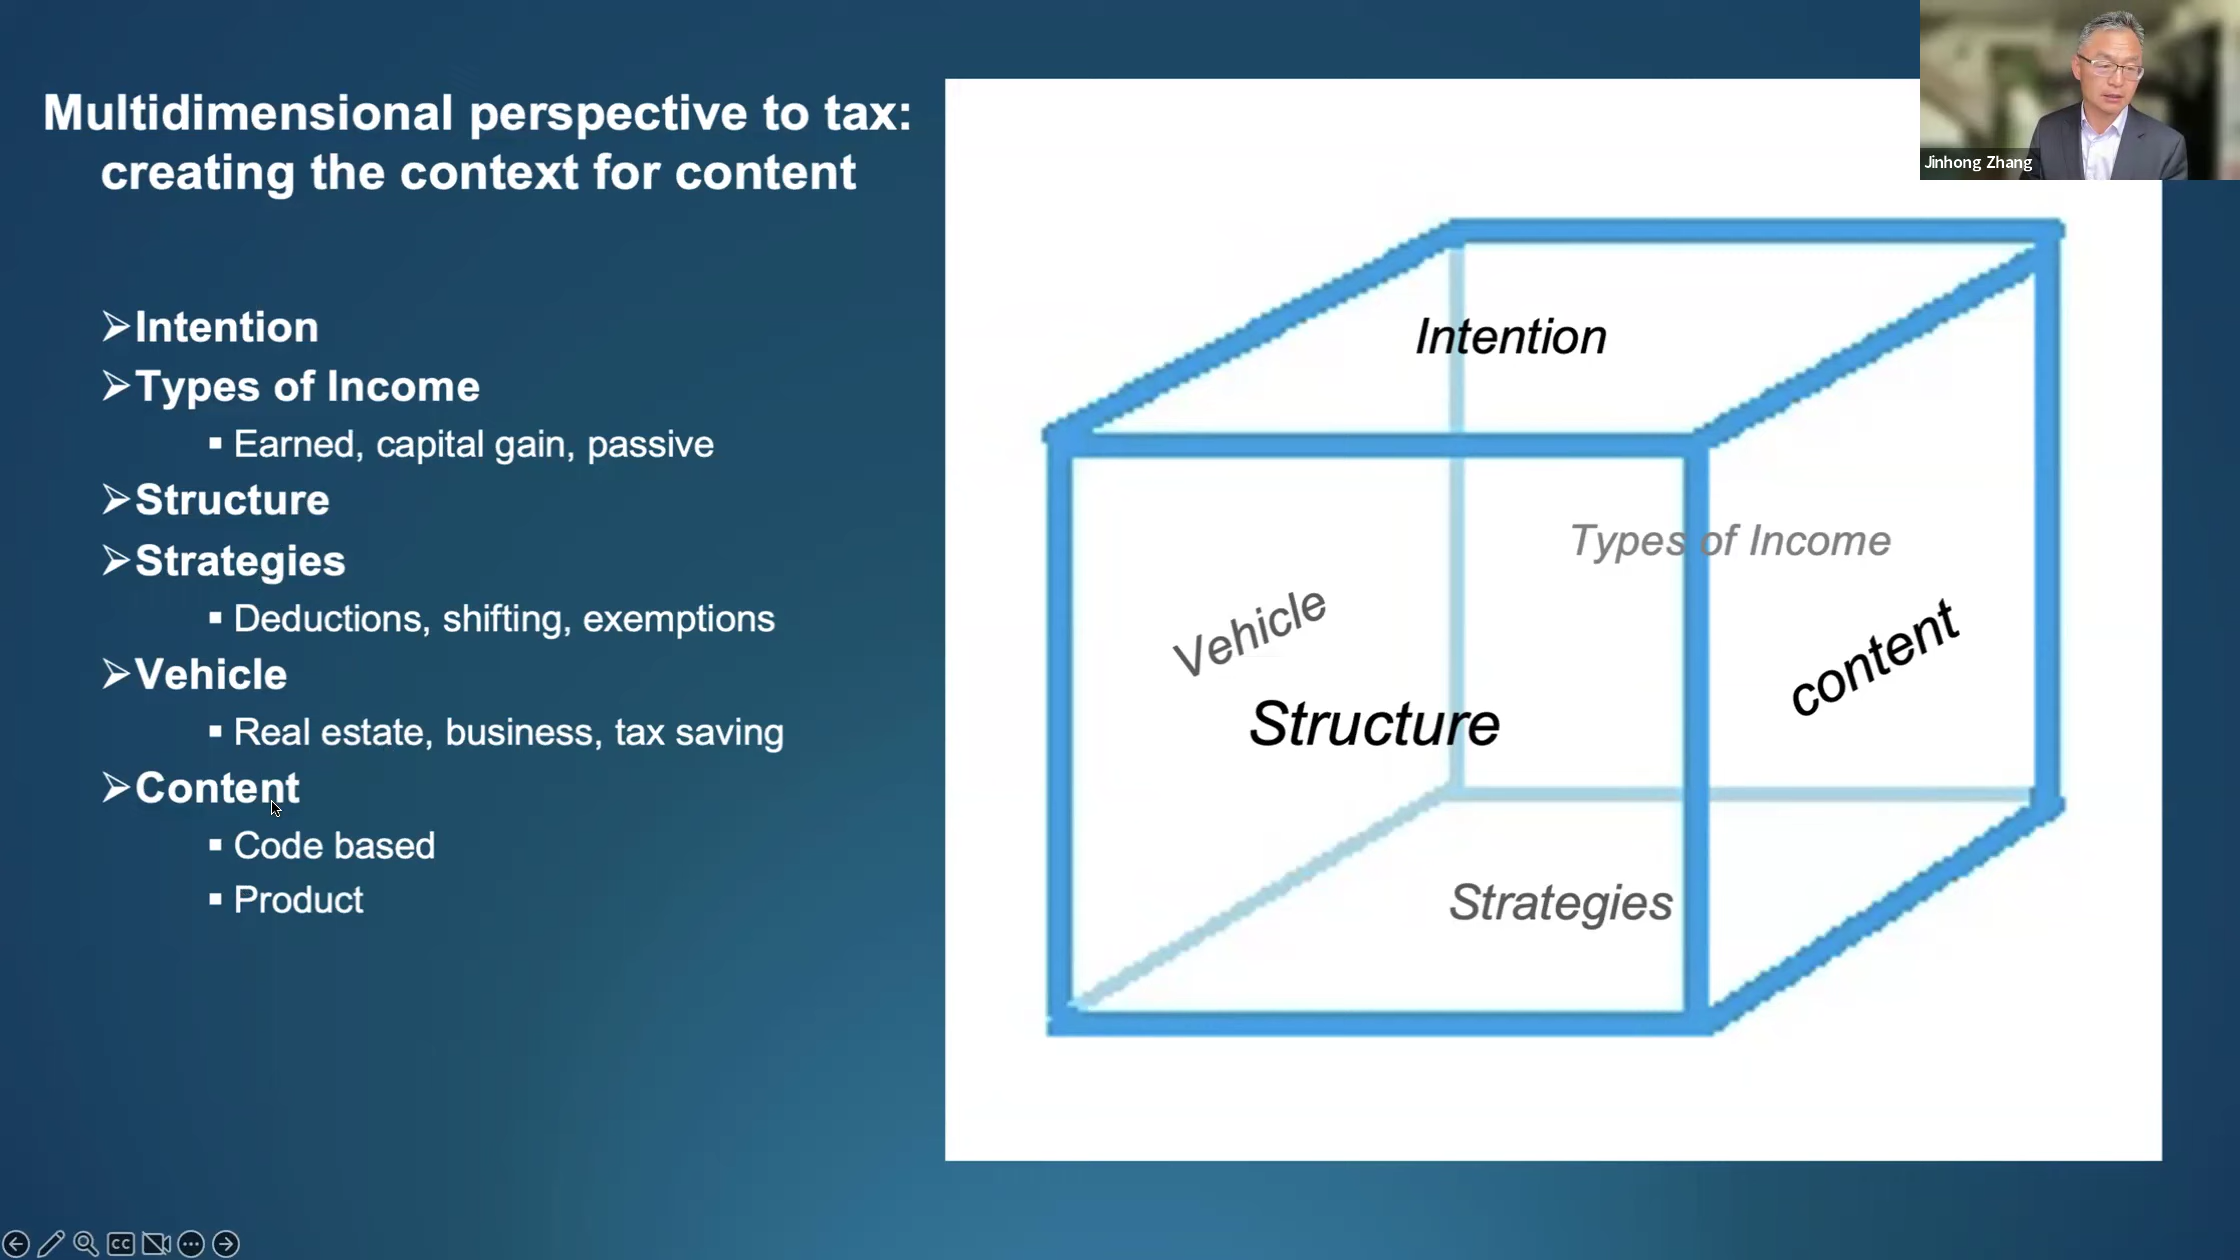 Multidimensional perspective to tax:
creating the context for content
Intention
Types of Income
Earned, capital gain, passive
Structure
Strategies
Deductions, shifting, exemptions
Vehicle
Real estate, business, tax saving
Content
Code based
Product
Intention
Types of Income
Vehicle
content
Structure
Strategies
Jinhong Zhang
CC